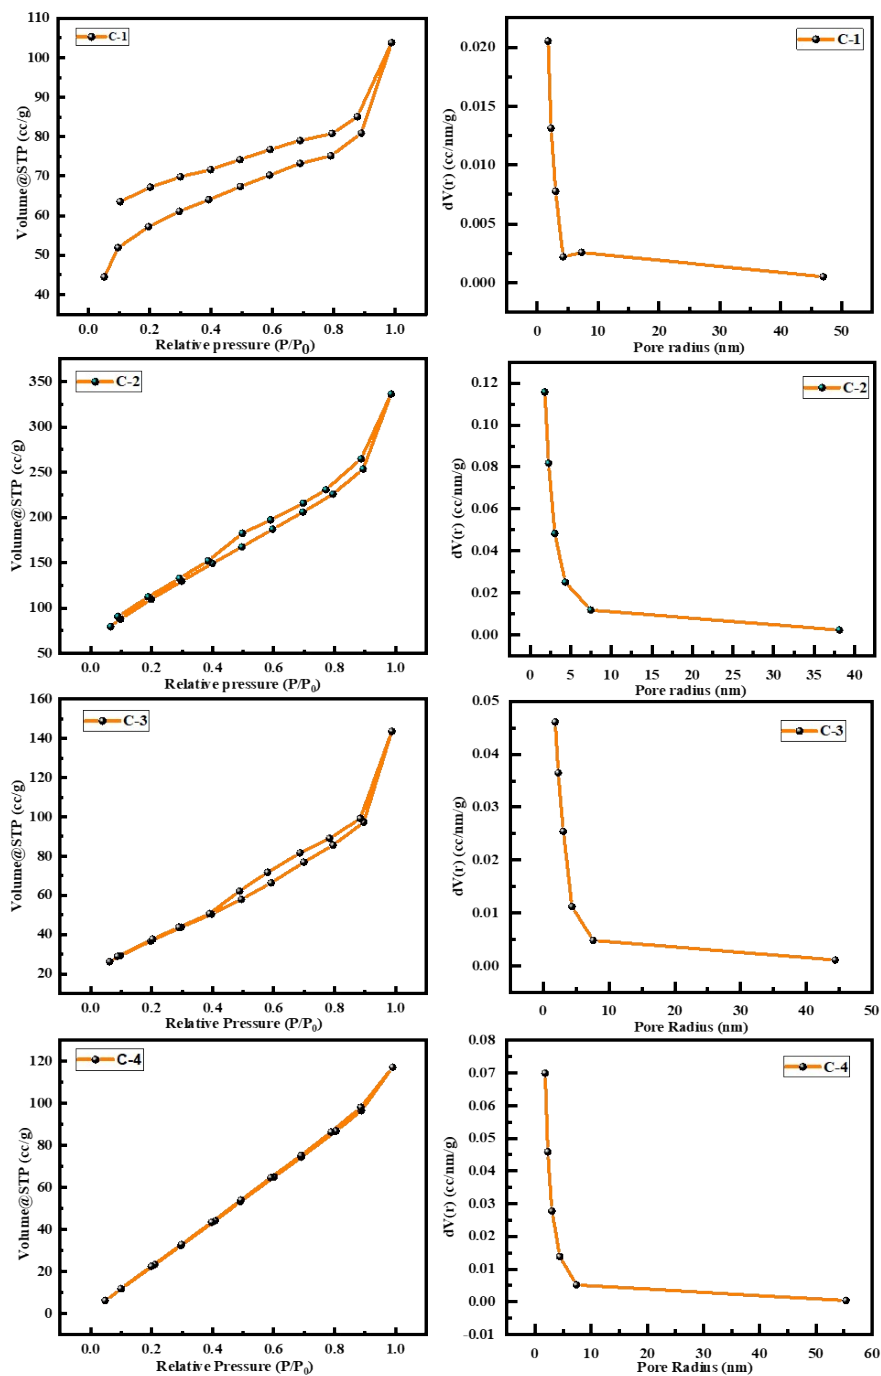 C-1
Volume@STP (cc/g)
110
100
90
80
70
60
50
40
0.0 0.2 0.4 0.6 0.8 1.0
Relative pressure (P/P0)
C-1
dV(r) (cc/nm/g)
0.020
0.015
0.010
0.005
0.000
0 10 20 30 40 50
Pore radius (nm)
C-2
Volume@STP (cc/g)
350
300
250
200
150
100
50
0.0 0.2 0.4 0.6 0.8 1.0
Relative pressure (P/P0)
C-2
dV(r) (cc/nm/g)
0.12
0.10
0.08
0.06
0.04
0.02
0.00
0 5 10 15 20 25 30 35 40
Pore radius (nm)
C-3
Volume@STP (cc/g)
160
140
120
100
80
60
40
20
0.0 0.2 0.4 0.6 0.8 1.0
Relative Pressure (P/P0)
C-3
dV(r) (cc/nm/g)
0.05
0.04
0.03
0.02
0.01
0.00
0 10 20 30 40 50
Pore Radius (nm)
C-4
Volume@STP (cc/g)
120
100
80
60
40
20
0
0.0 0.2 0.4 0.6 0.8 1.0
Relative Pressure (P/P0)
C-4
dV(r) (cc/nm/g)
0.08
0.07
0.06
0.05
0.04
0.03
0.02
0.01
0.00
-0.01
0 10 20 30 40 50 60
Pore Radius (nm)